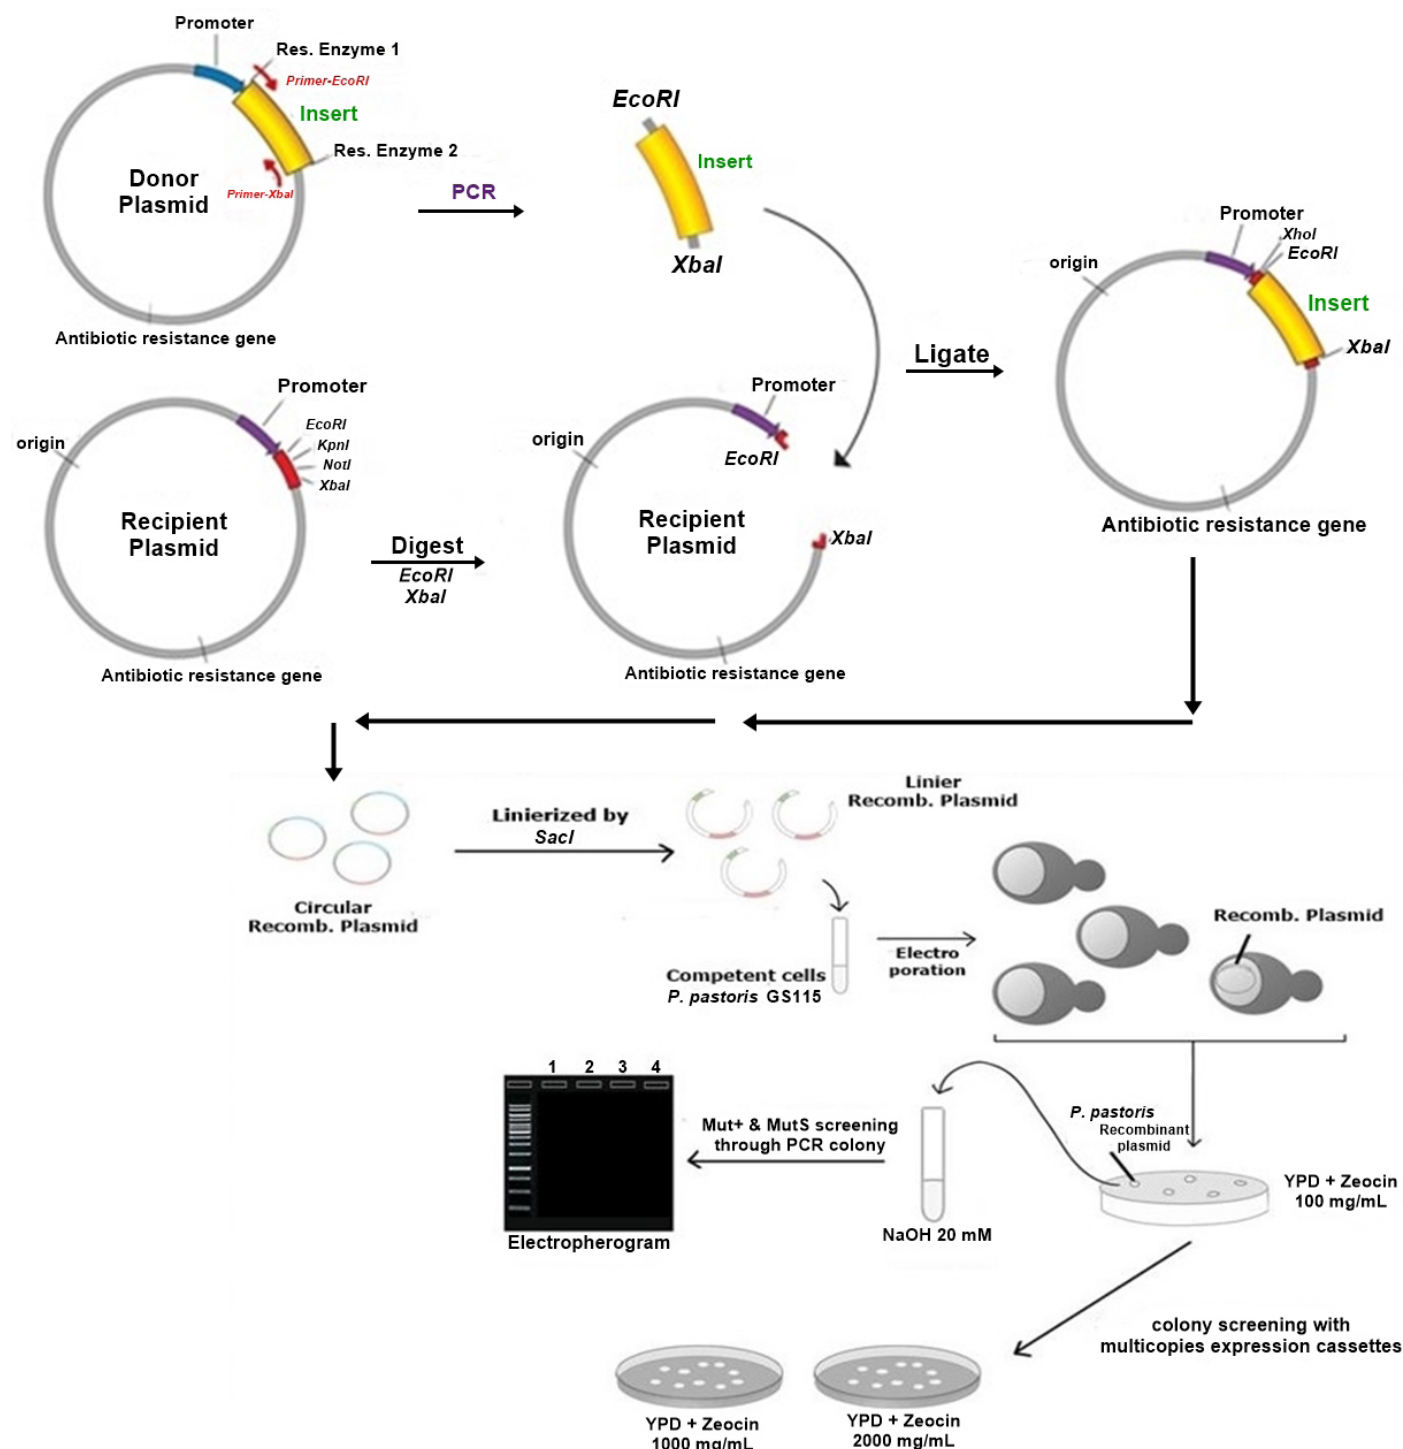 Promoter
Res. Enzyme 1
Primer-EcoRI
Insert
Res. Enzyme 2
Donor
Plasmid
Primer-XbaI
Antibiotic resistance gene
PCR
EcoRI
Insert
XbaI
Promoter
XhoI
EcoRI
origin
Insert
XbaI
Antibiotic resistance gene
Ligate
Promoter
EcoRI
KpnI
NotI
XbaI
origin
Recipient
Plasmid
Antibiotic resistance gene
Digest
EcoRI
XbaI
Promoter
origin
EcoRI
Recipient
Plasmid
XbaI
Antibiotic resistance gene
Circular
Recomb. Plasmid
Linierized by
SacI
Linier
Recomb. Plasmid
Competent cells
P. pastoris GS115
Electro
poration
Recomb. Plasmid
P. pastoris
Recombinant
plasmid
YPD + Zeocin
100 mg/mL
NaOH 20 mM
Mut+ & MutS screening
through PCR colony
1 2 3 4
Electropherogram
colony screening with
multicopies expression cassettes
YPD + Zeocin
1000 mg/mL
YPD + Zeocin
2000 mg/mL